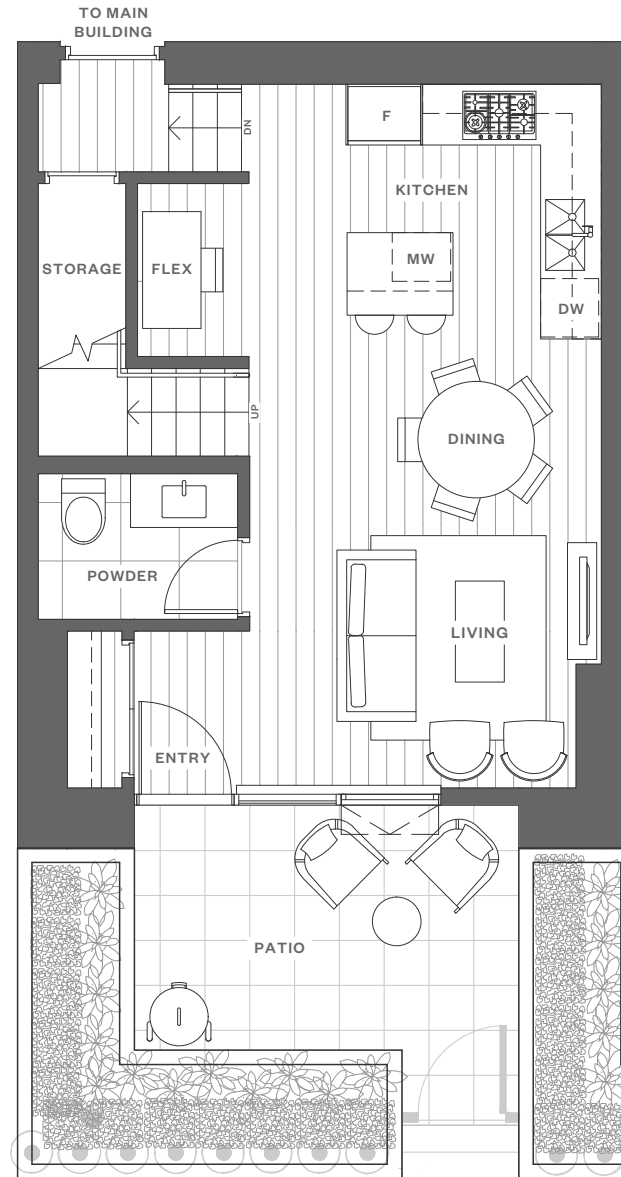 TO MAIN
BUILDING
DN
F
KITCHEN
STORAGE
FLEX
MW
DW
UP
DINING
POWDER
LIVING
ENTRY
PATIO